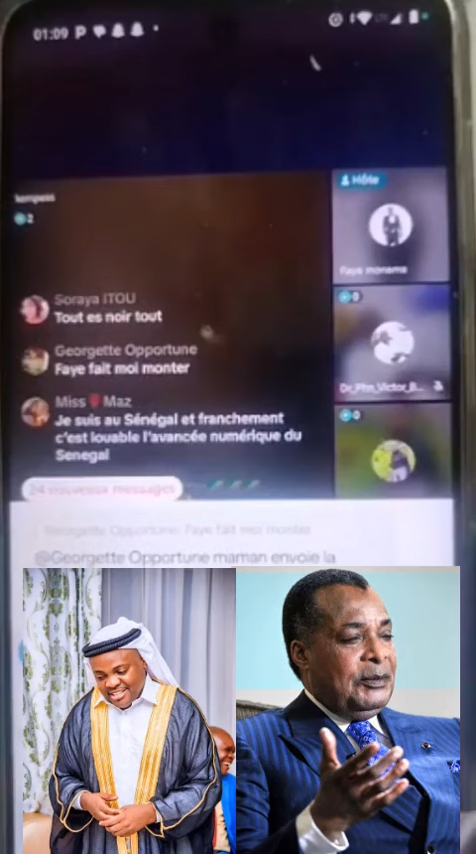 01:09
kempess
2
Hôte
Faye monama
Soraya ITOU
Tout es noir tout
0
Georgette Opportune
Faye fait moi monter
Dr_Phn_Victor_B...
Miss Maz
0
Je suis au Sénégal et franchement
c'est louable l'avancée numérique du
Senegal
24 nouveaux messages
Georgette Opportune: Faye fait moi monter
@Georgette Opportune maman envoie la